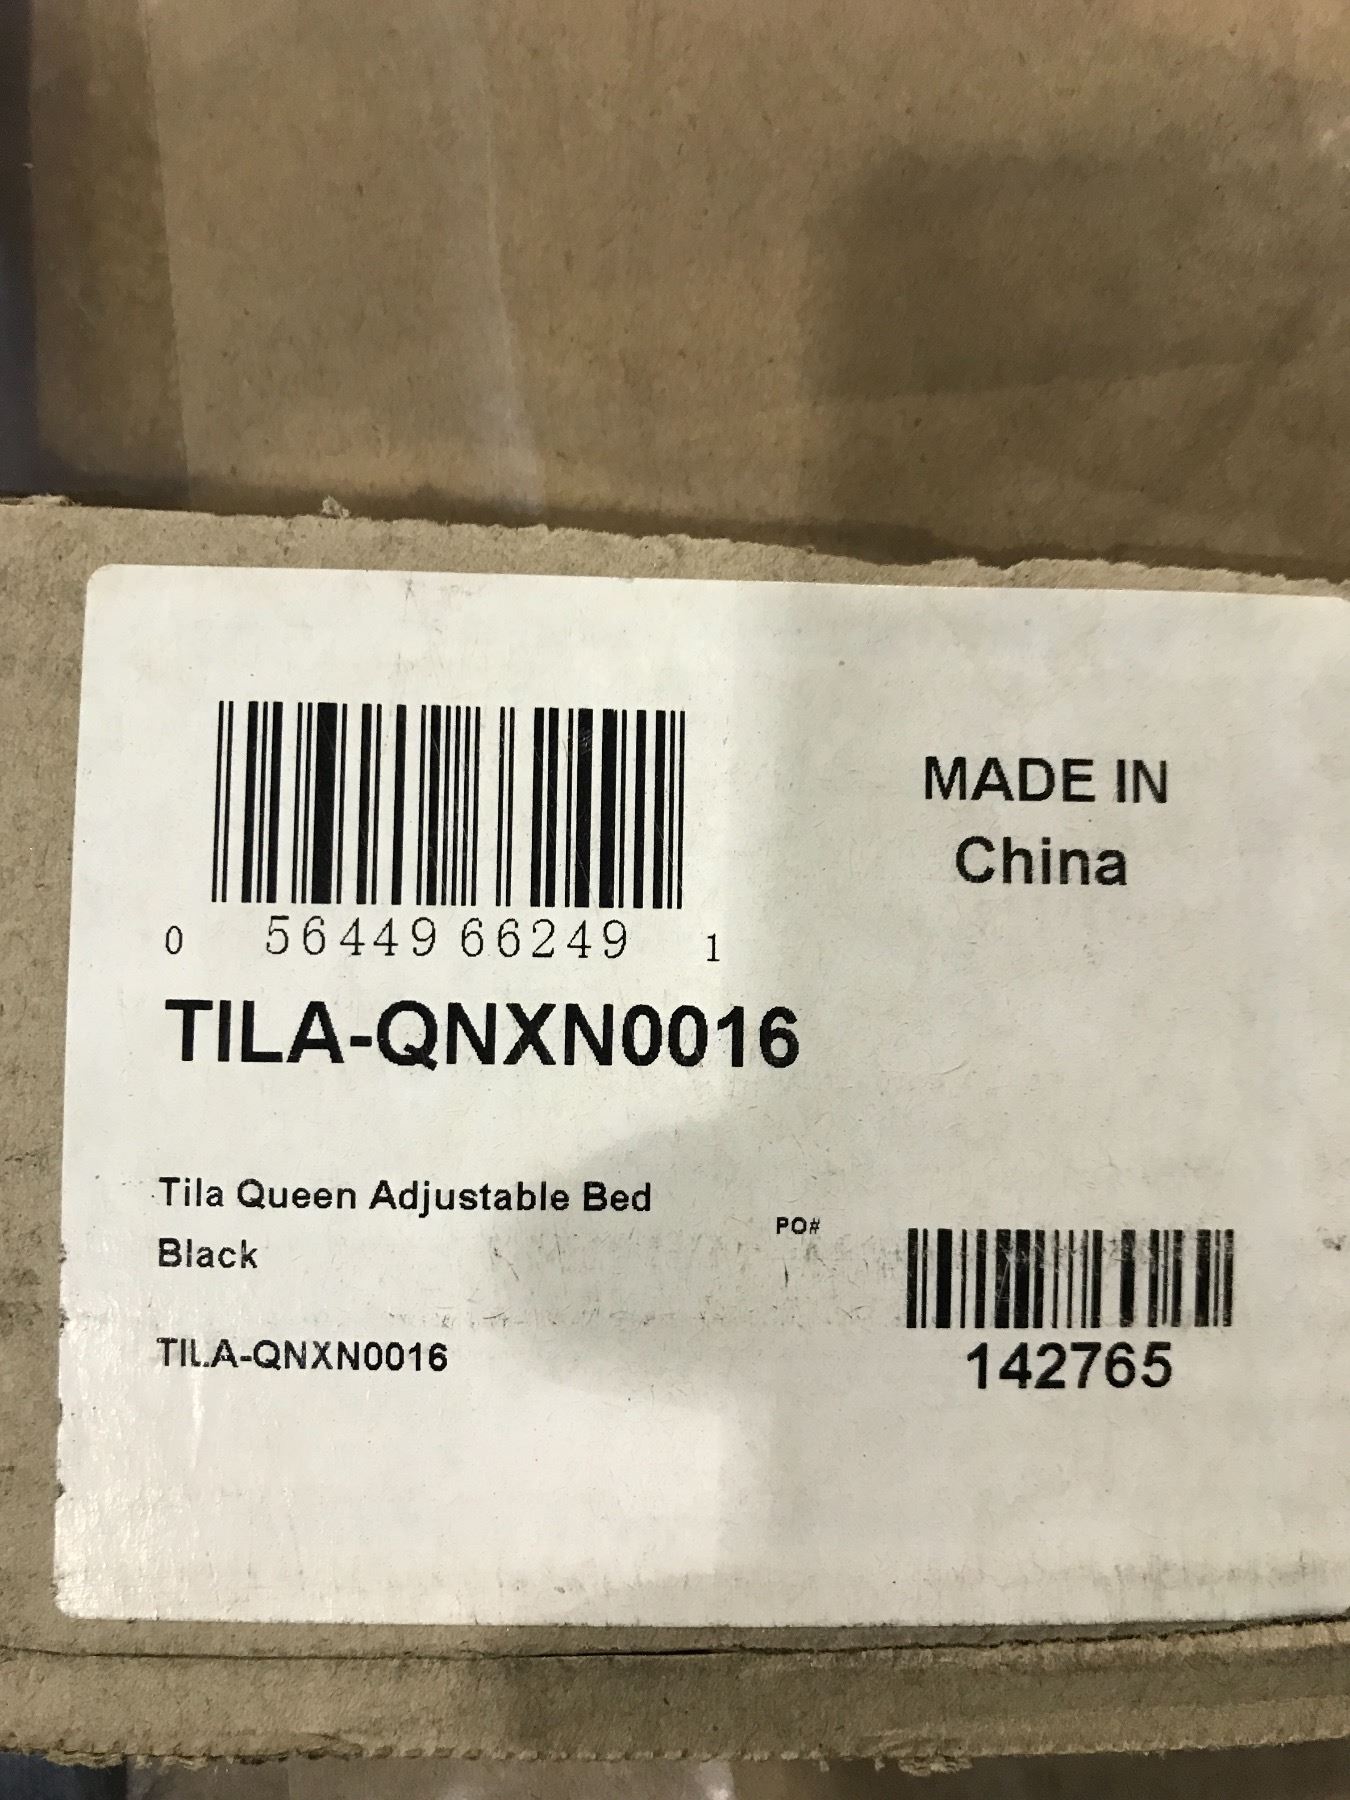 MADE IN
China
0 56449 66249 1
TILA-QNXN0016
Tila Queen Adjustable Bed
Black
PO#
142765
TILA-QNXN0016